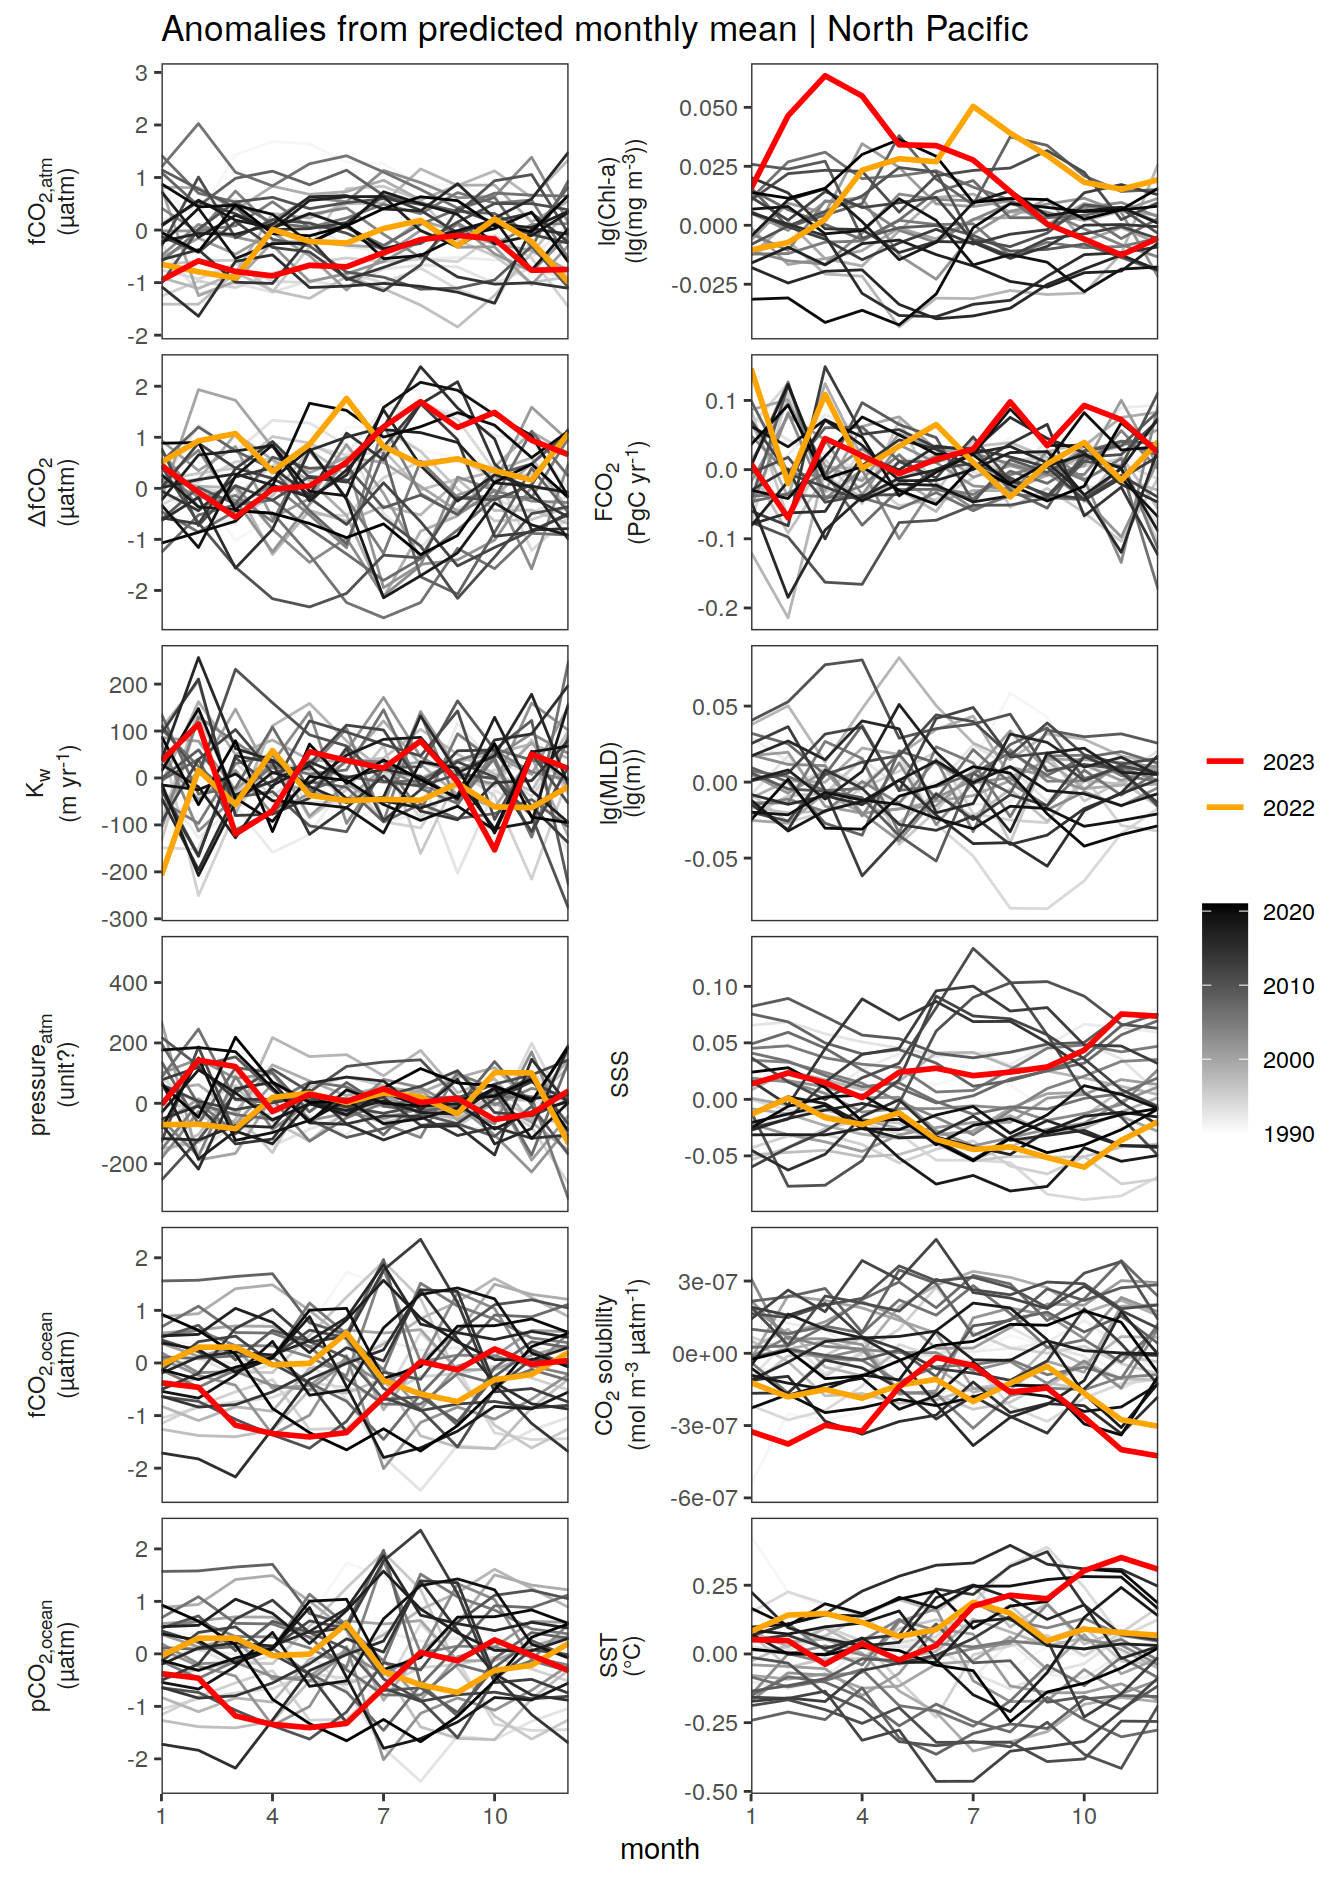 Anomalies from predicted monthly mean | North Pacific
fCO2,atm
(µatm)
3
2
1
0
-1
-2
lg(Chl-a)
(lg(mg m-3))
0.050
0.025
0.000
-0.025
ΔfCO2
(µatm)
2
1
0
-1
-2
FCO2
(PgC yr-1)
0.1
0.0
-0.1
-0.2
Kw
(m yr-1)
200
100
0
-100
-200
-300
lg(MLD)
(lg(m))
0.05
0.00
-0.05
pressureatm
(unit?)
400
200
0
-200
SSS
0.10
0.05
0.00
-0.05
fCO2,ocean
(µatm)
2
1
0
-1
-2
CO2 solubility
(mol m-3 µatm-1)
3e-07
0e+00
-3e-07
-6e-07
pCO2,ocean
(µatm)
2
1
0
-1
-2
SST
(°C)
0.25
0.00
-0.25
-0.50
1 4 7 10
1 4 7 10
month
2023
2022
2020
2010
2000
1990